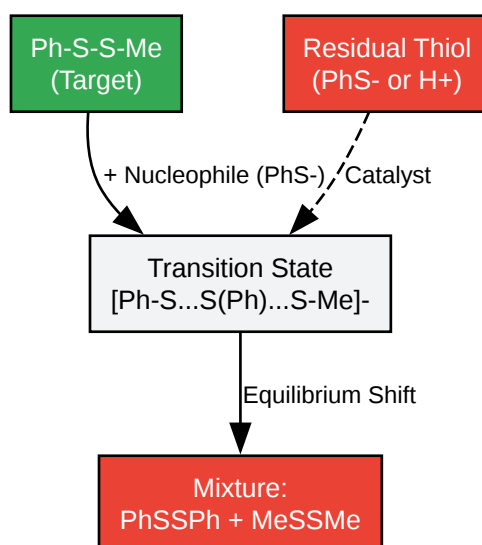 Ph-S-S-Me
(Target)
Residual Thiol
(PhS- or H+)
+ Nucleophile (PhS-)
Catalyst
Transition State
[Ph-S...S(Ph)...S-Me]-
Equilibrium Shift
Mixture:
PhSSPh + MeSSMe